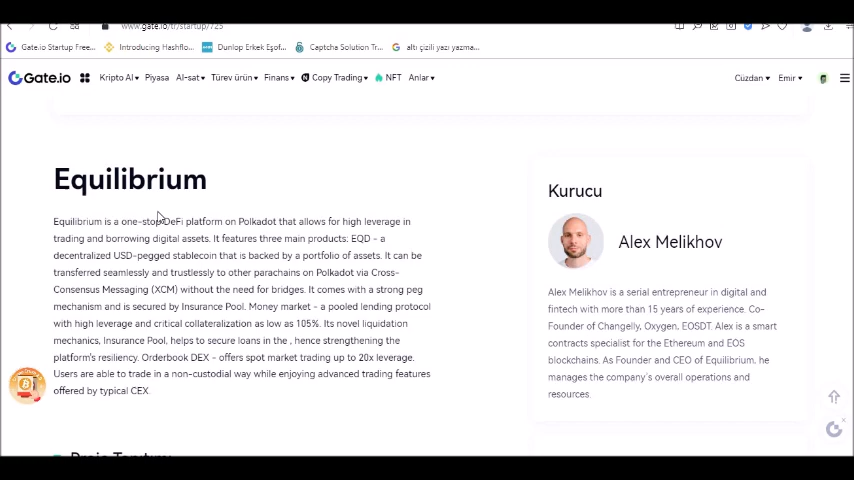 www.gate.io/tr/startup/725
Gate.io Startup Free...
Introducing Hashflo...
Dunlop Erkek Eşof...
Captcha Solution Tr...
altı çizili yazı yazma...
Gate.io
Kripto Al
Piyasa
Al-sat
Türev ürün
Finans
Copy Trading
NFT
Anlar
Cüzdan
Emir
Equilibrium
Equilibrium is a one-stop DeFi platform on Polkadot that allows for high leverage in
trading and borrowing digital assets. It features three main products: EQD - a
decentralized USD-pegged stablecoin that is backed by a portfolio of assets. It can be
transferred seamlessly and trustlessly to other parachains on Polkadot via Cross-
Consensus Messaging (XCM) without the need for bridges. It comes with a strong peg
mechanism and is secured by Insurance Pool. Money market - a pooled lending protocol
with high leverage and critical collateralization as low as 105%. Its novel liquidation
mechanics, Insurance Pool, helps to secure loans in the , hence strengthening the
platform's resiliency. Orderbook DEX - offers spot market trading up to 20x leverage.
Users are able to trade in a non-custodial way while enjoying advanced trading features
offered by typical CEX
Kurucu
Alex Melikhov
Alex Melikhov is a serial entrepreneur in digital and
fintech with more than 15 years of experience. Co-
Founder of Changelly, Oxygen, EOSDT. Alex is a smart
contracts specialist for the Ethereum and EOS
blockchains. As Founder and CEO of Equilibrium, he
manages the company's overall operations and
resources.